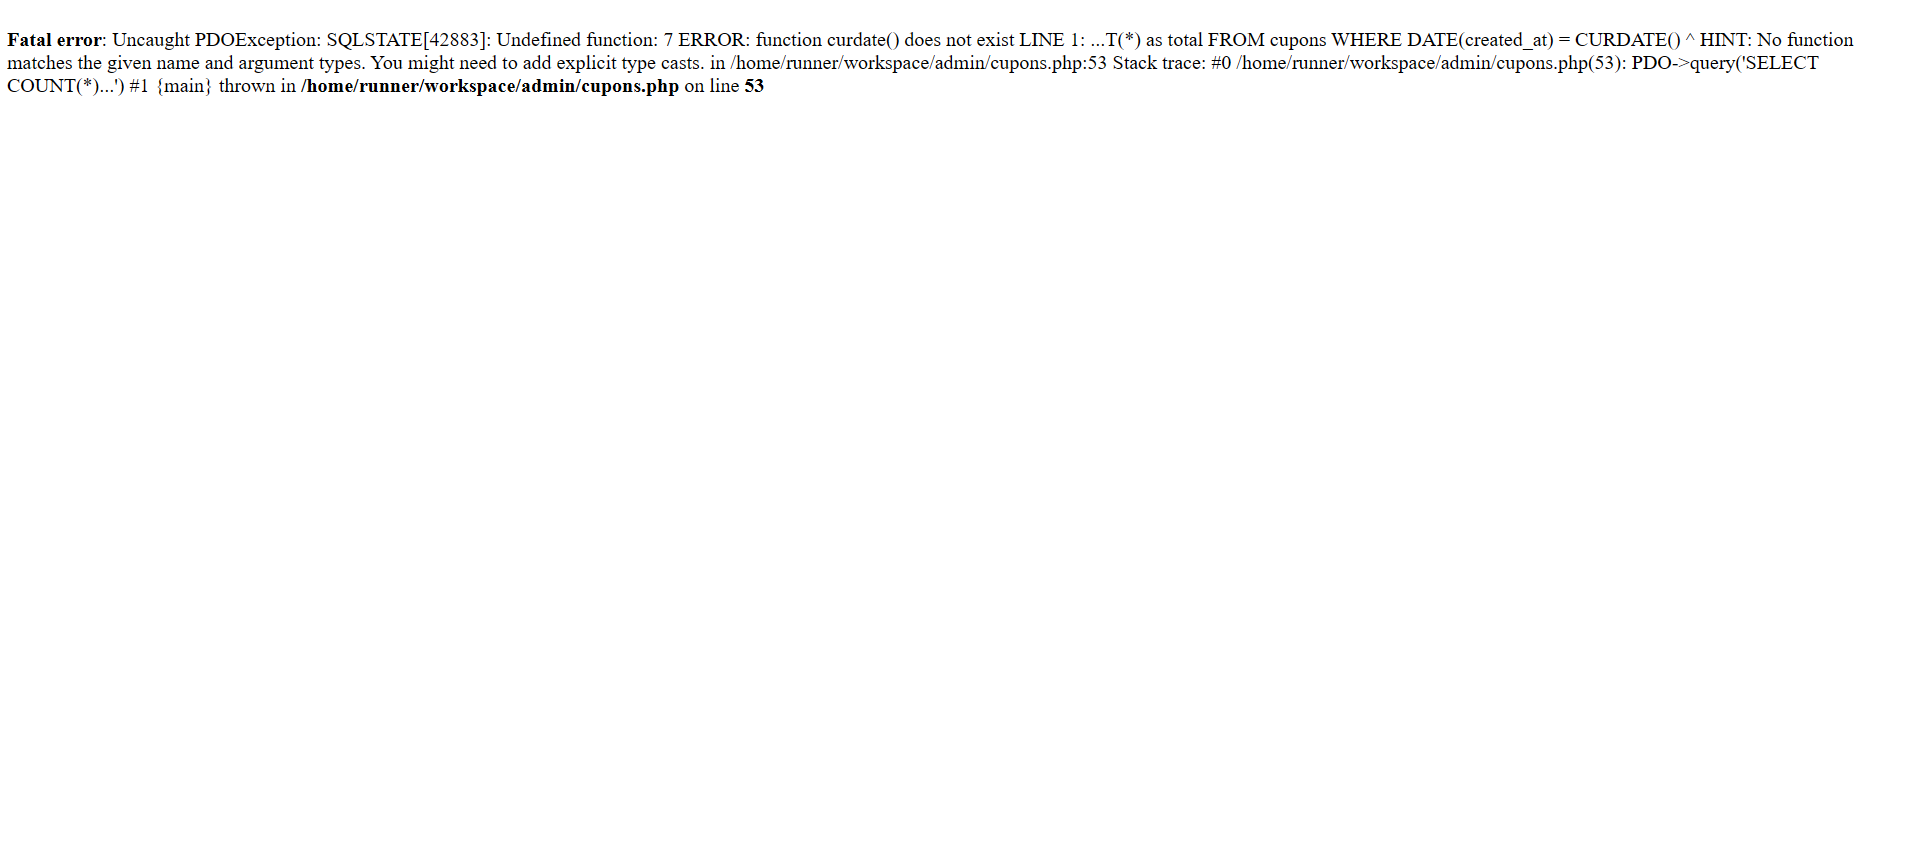 Fatal error: Uncaught PDOException: SQLSTATE[42883]: Undefined function: 7 ERROR: function curdate() does not exist LINE 1: ...T(*) as total FROM cupons WHERE DATE(created_at) = CURDATE() ^ HINT: No function
matches the given name and argument types. You might need to add explicit type casts. in /home/runner/workspace/admin/cupons.php:53 Stack trace: #0 /home/runner/workspace/admin/cupons.php(53): PDO->query('SELECT
COUNT(*)...') #1 {main} thrown in /home/runner/workspace/admin/cupons.php on line 53